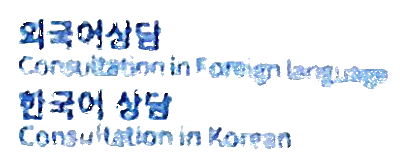 외국어상담
Consultation in Foreign language
한국어 상담
Consultation in Korean